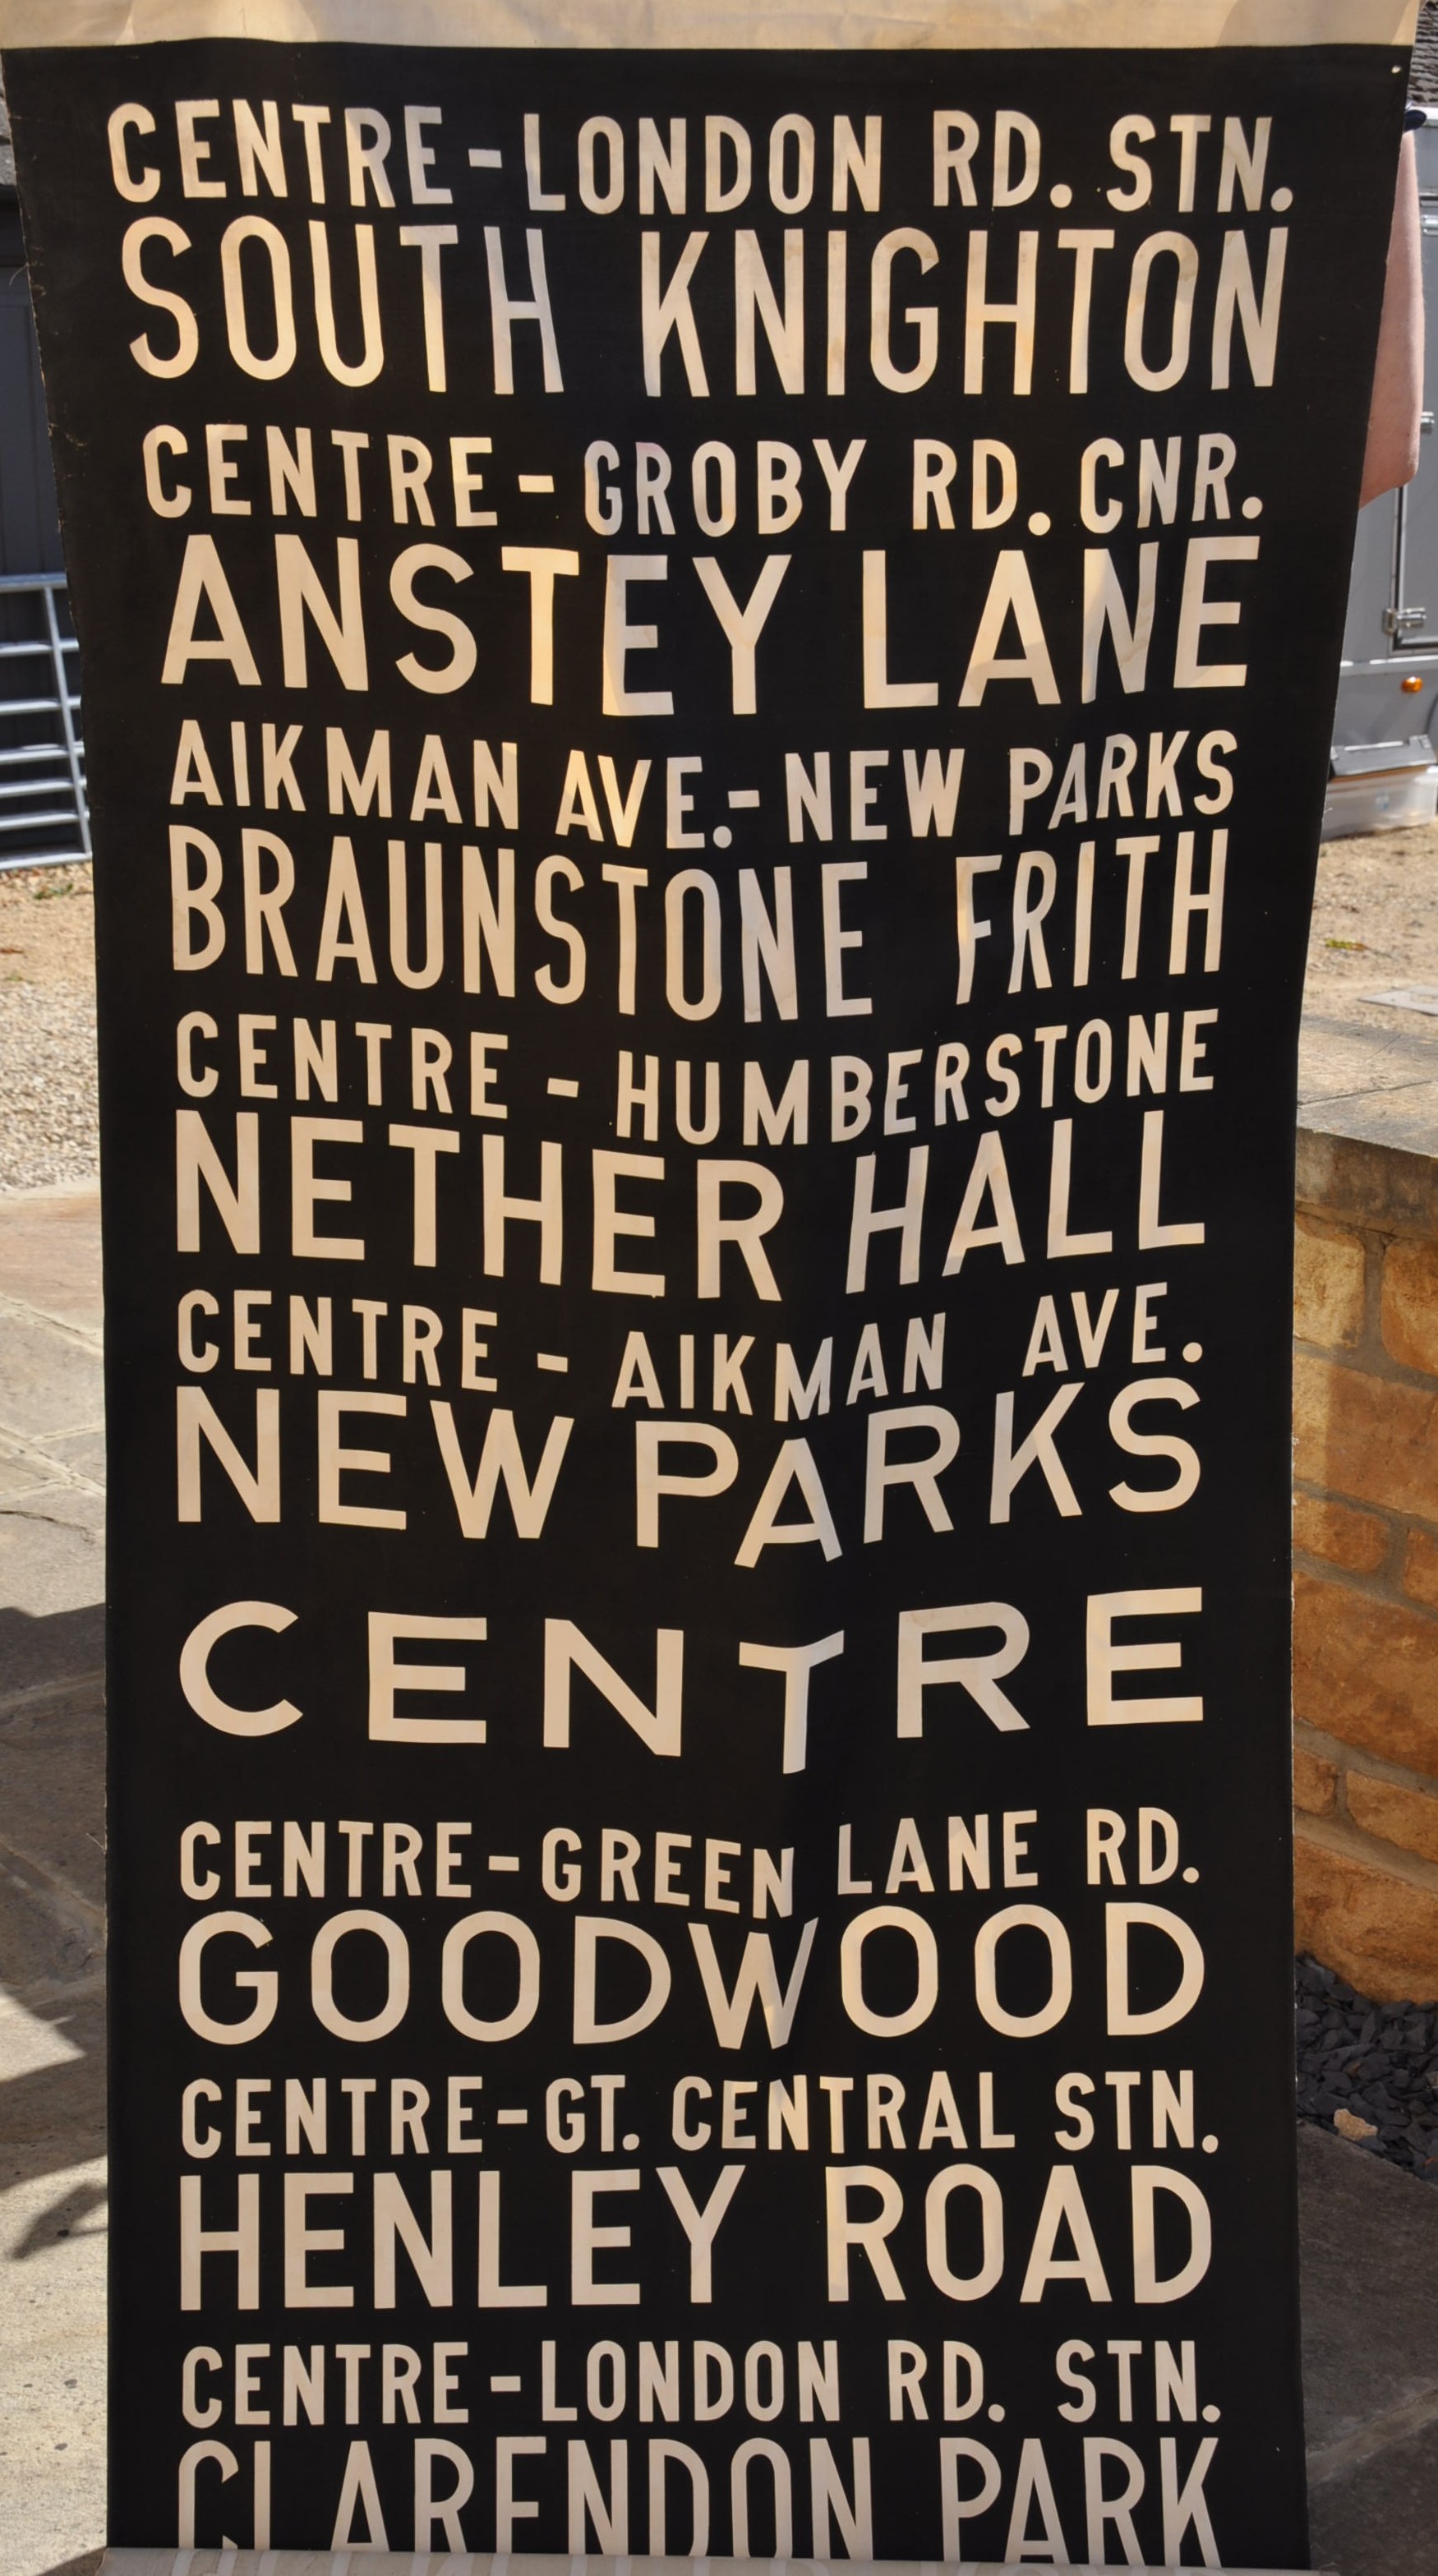 CENTRE-LONDON RD. STN.
SOUTH KNIGHTON
CENTRE-GROBY RD. CNR.
ANSTEY LANE
AIKMAN AVE.-NEW PARKS
BRAUNSTONE FRITH
CENTRE - HUMBERSTONE
NETHER HALL
CENTRE - AIKMAN AVE.
NEW PARKS
CENTRE
CENTRE-GREEN LANE RD.
GOODWOOD
CENTRE-GT. CENTRAL STN.
HENLEY ROAD
CENTRE-LONDON RD. STN.
CLARENDON PARK